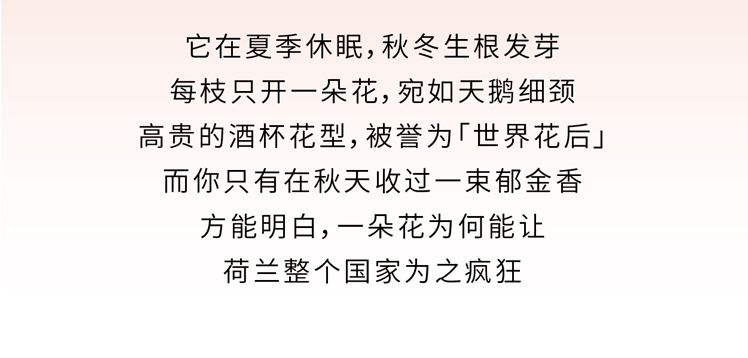 它在夏季休眠，秋冬生根发芽
每枝只开一朵花，宛如天鹅细颈
高贵的酒杯花型，被誉为「世界花后」
而你只有在秋天收过一束郁金香
方能明白，一朵花为何能让
荷兰整个国家为之疯狂